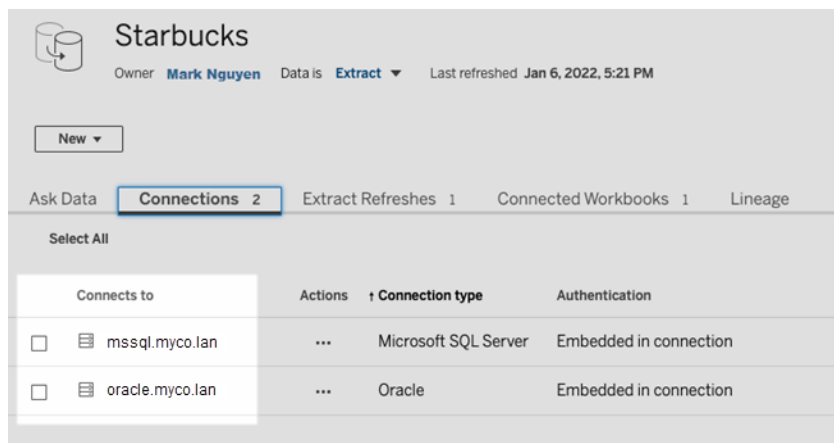 Starbucks
Owner Mark Nguyen Data is Extract Last refreshed Jan 6, 2022, 5:21 PM
New
Ask Data Connections 2 Extract Refreshes 1 Connected Workbooks 1 Lineage
Select All
Connects to Actions ↑ Connection type Authentication
mssql.myco.lan ••• Microsoft SQL Server Embedded in connection
oracle.myco.lan ••• Oracle Embedded in connection